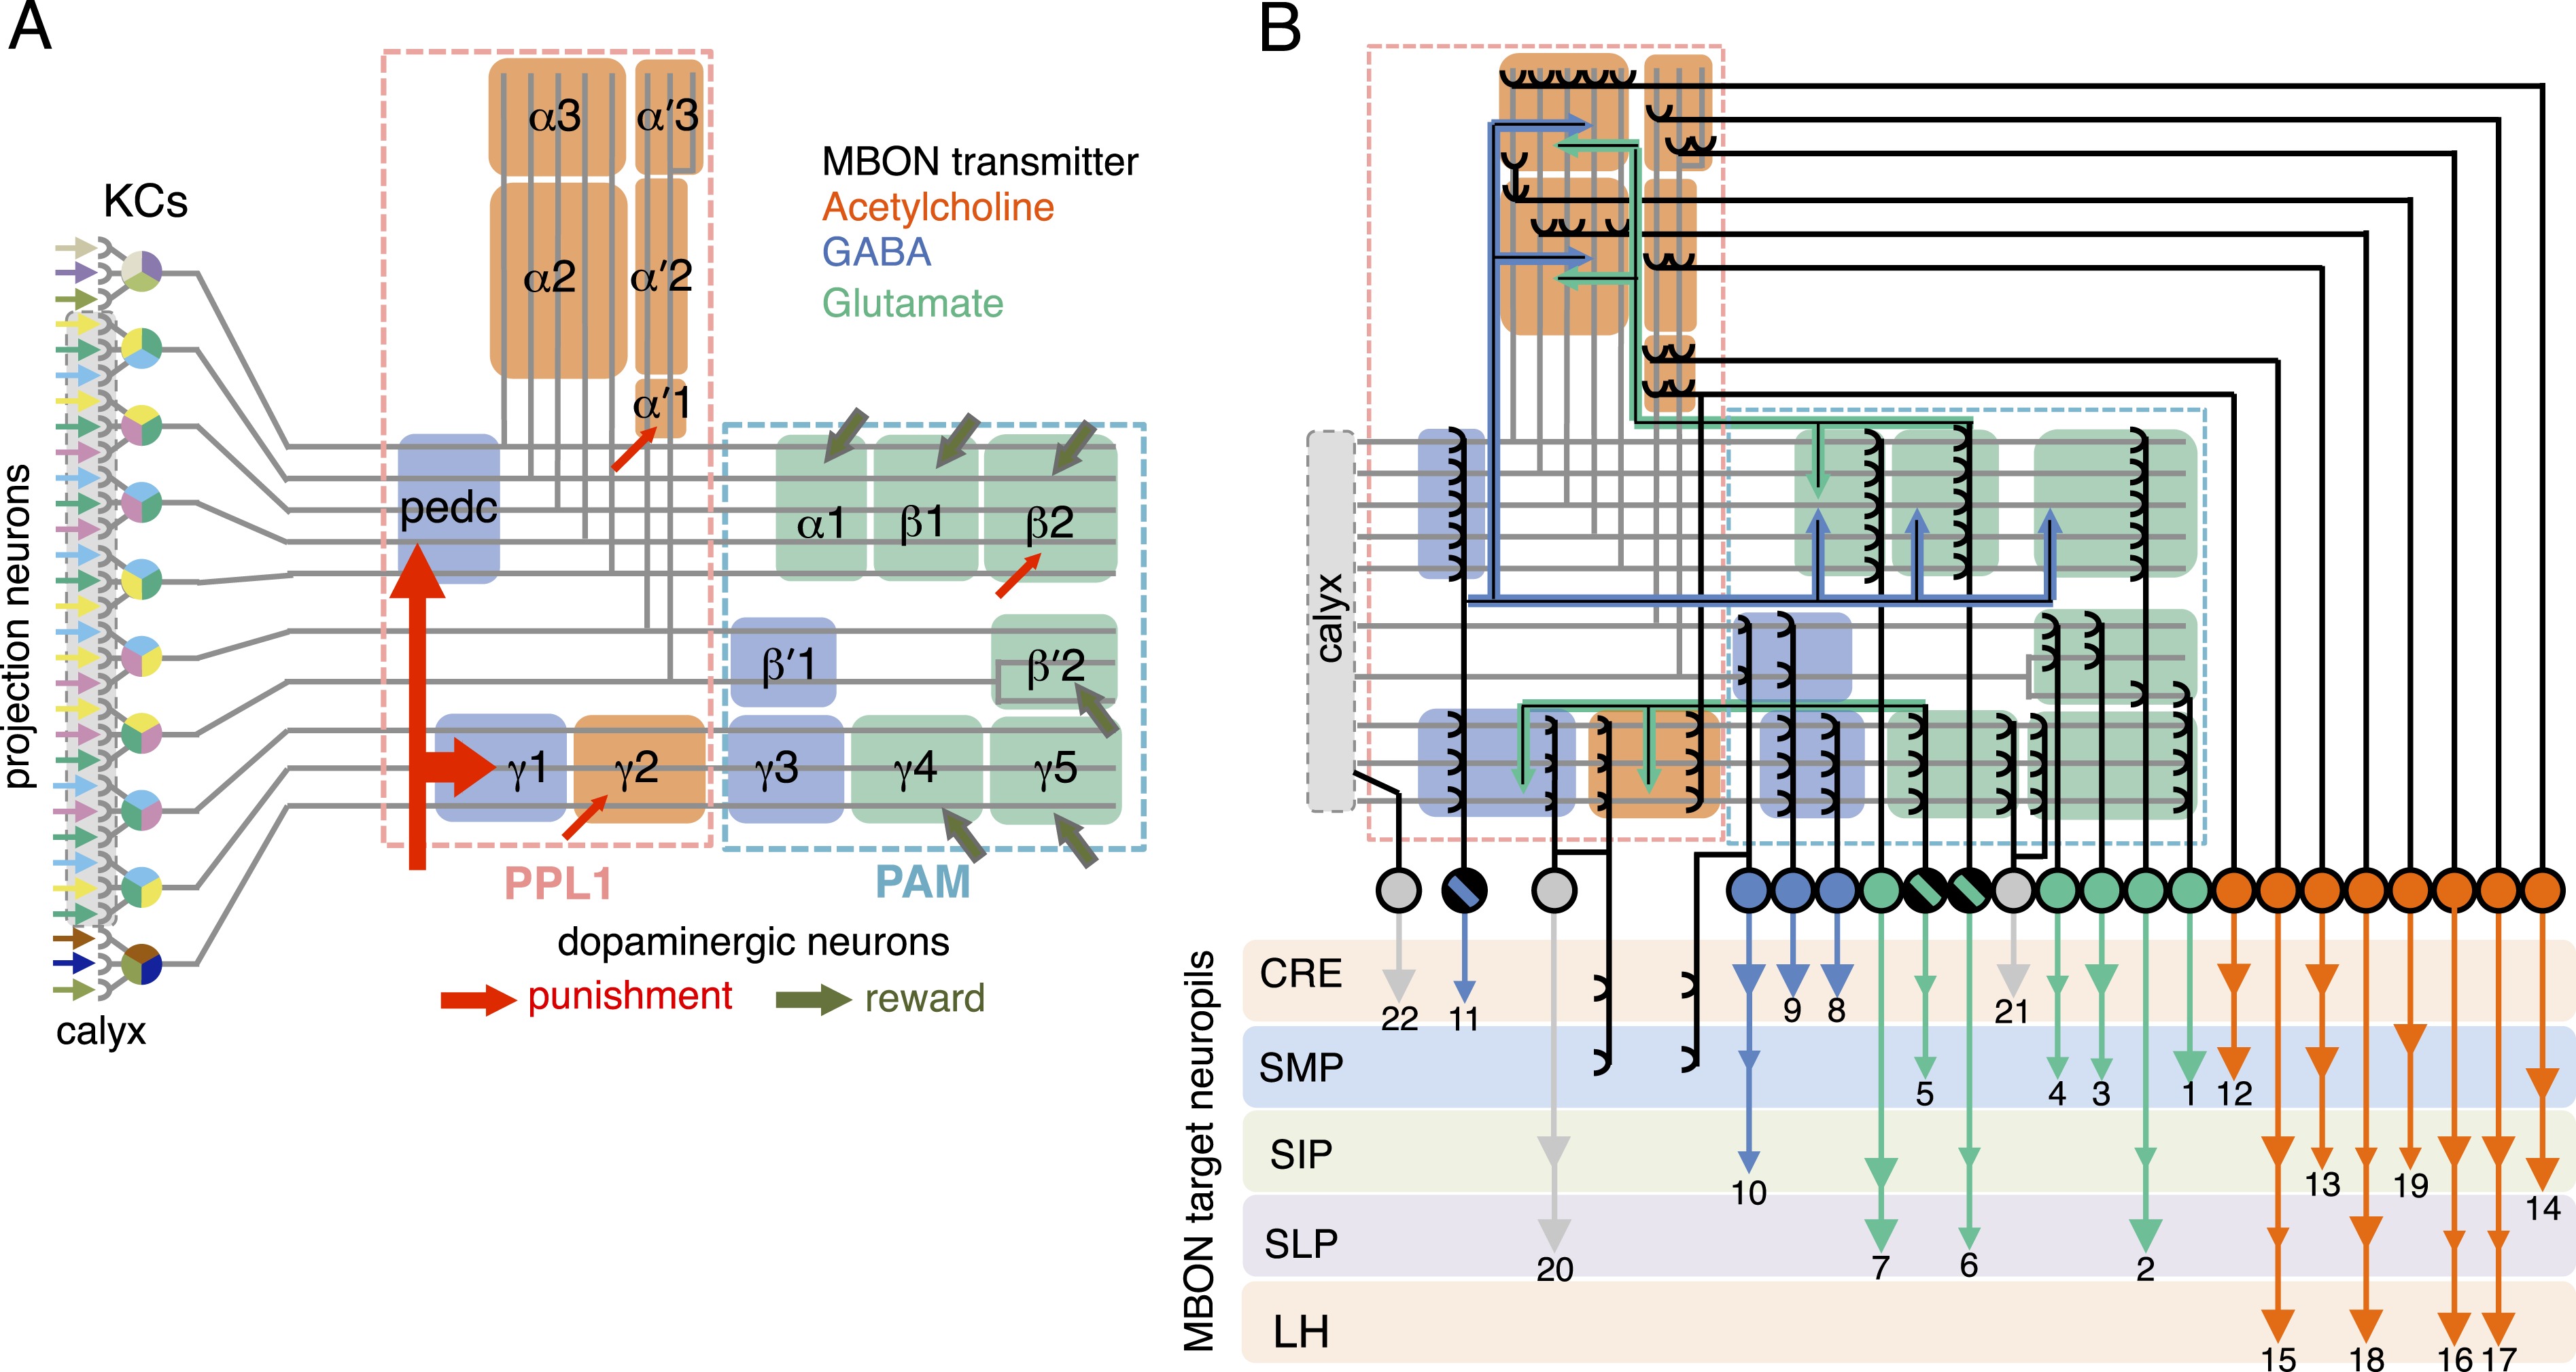 A
KCs
projection neurons
calyx
α3
α′3
α2
α′2
α′1
pedc
α1
β1
β2
β′1
β′2
γ1
γ2
γ3
γ4
γ5
PPL1
PAM
dopaminergic neurons
punishment
reward
MBON transmitter
Acetylcholine
GABA
Glutamate
B
calyx
MBON target neuropils
CRE
SMP
SIP
SLP
LH
22
11
9
8
21
5
4
3
1
12
10
13
19
14
20
7
6
2
15
18
16
17